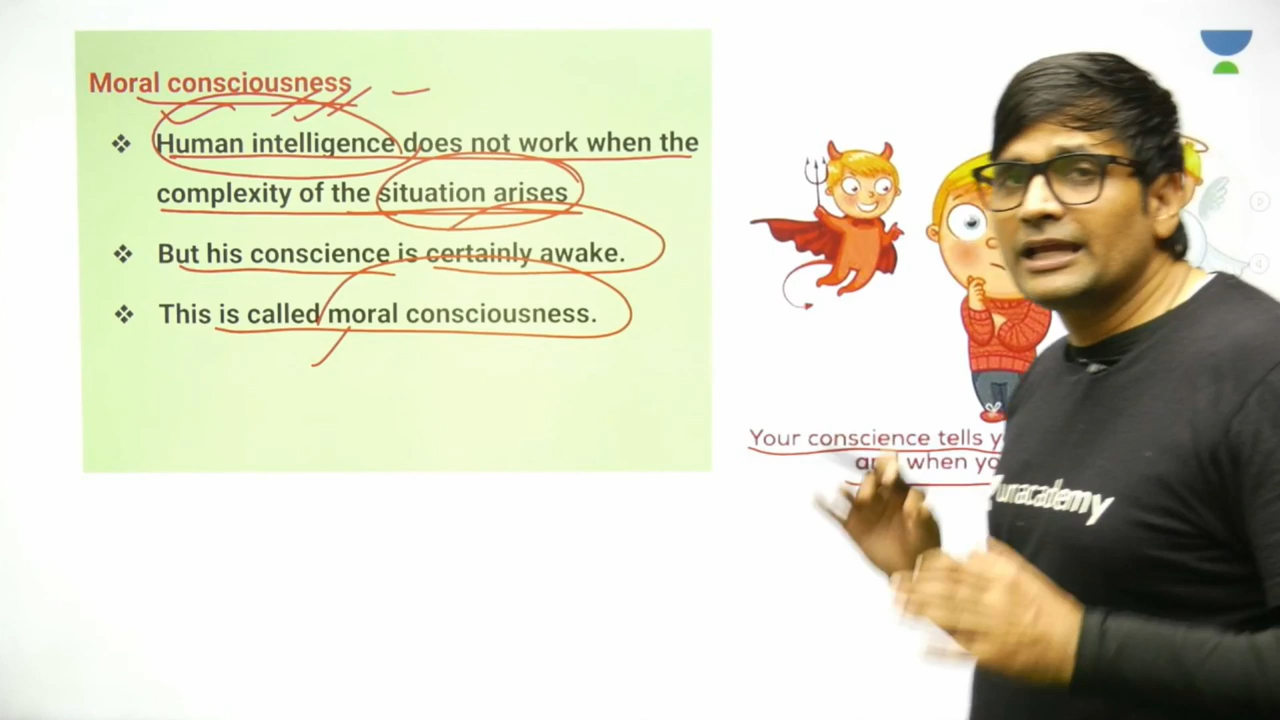 Moral consciousness
❖ Human intelligence does not work when the
complexity of the situation arises
❖ But his conscience is certainly awake.
❖ This is called moral consciousness.
Your conscience tells
when
unacademy